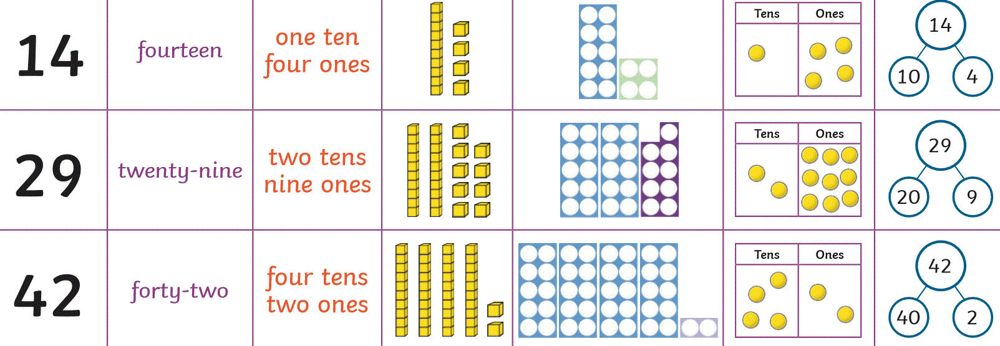 14
fourteen
one ten
four ones
Tens Ones
14
10 4
29
twenty-nine
two tens
nine ones
Tens Ones
29
20 9
42
forty-two
four tens
two ones
Tens Ones
42
40 2